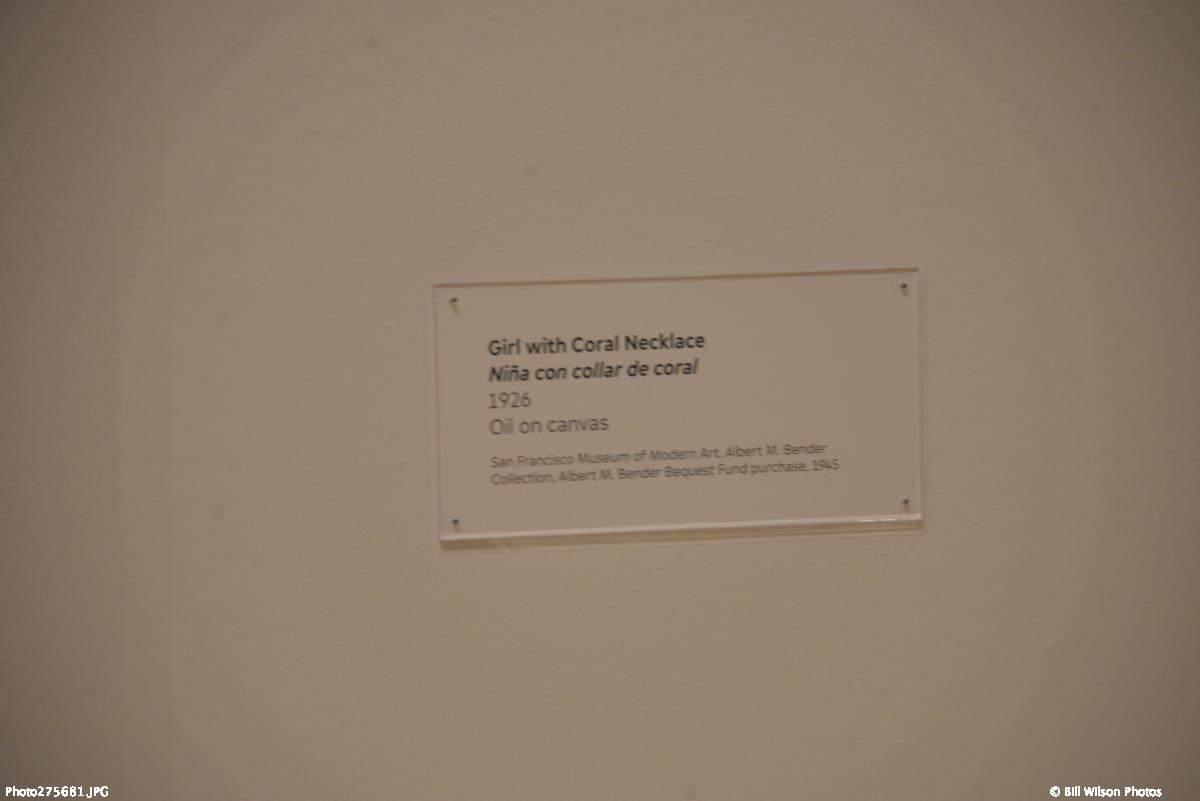 Girl with Coral Necklace
Niña con collar de coral
1926
Oil on canvas
San Francisco Museum of Modern Art, Albert M. Bender
Collection, Albert M. Bender Bequest Fund purchase, 1945
Photo275681.JPG
© Bill Wilson Photos